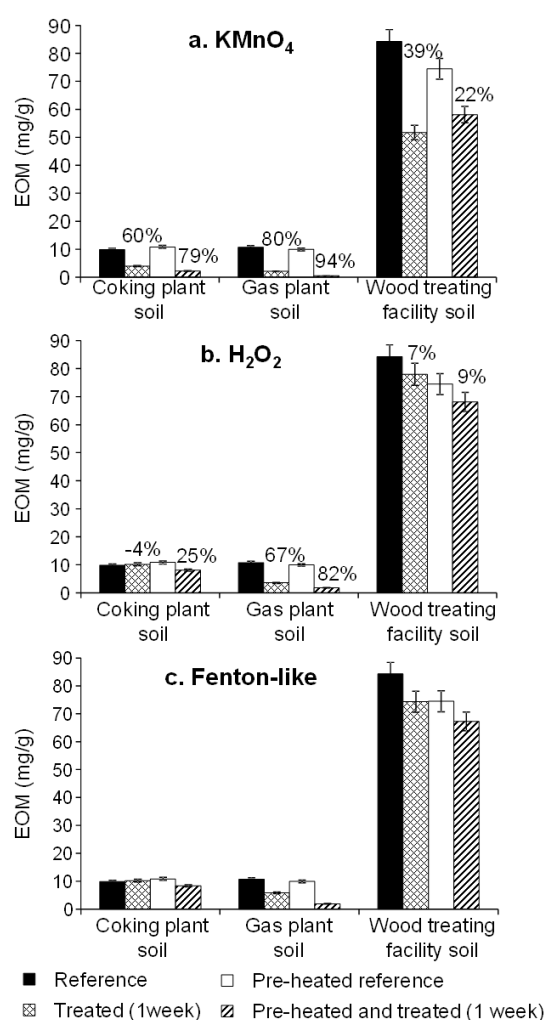 a. KMnO₄
EOM (mg/g)
90
80
70
60
50
40
30
20
10
0
60%
79%
80%
94%
39%
22%
Coking plant soil
Gas plant soil
Wood treating facility soil
b. H₂O₂
EOM (mg/g)
90
80
70
60
50
40
30
20
10
0
-4%
25%
67%
82%
7%
9%
Coking plant soil
Gas plant soil
Wood treating facility soil
c. Fenton-like
EOM (mg/g)
90
80
70
60
50
40
30
20
10
0
Coking plant soil
Gas plant soil
Wood treating facility soil
Reference
Pre-heated reference
Treated (1week)
Pre-heated and treated (1 week)